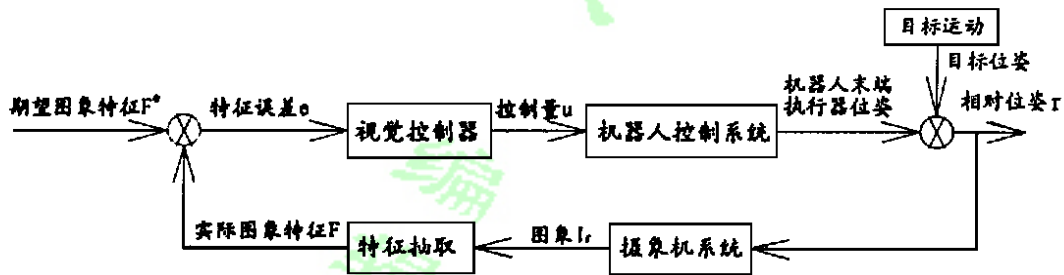 目标运动
目标位姿
期望图象特征F*
特征误差e
视觉控制器
控制量u
机器人控制系统
机器人末端
执行器位姿
相对位姿r
实际图象特征F
特征抽取
图象Ir
摄象机系统
编